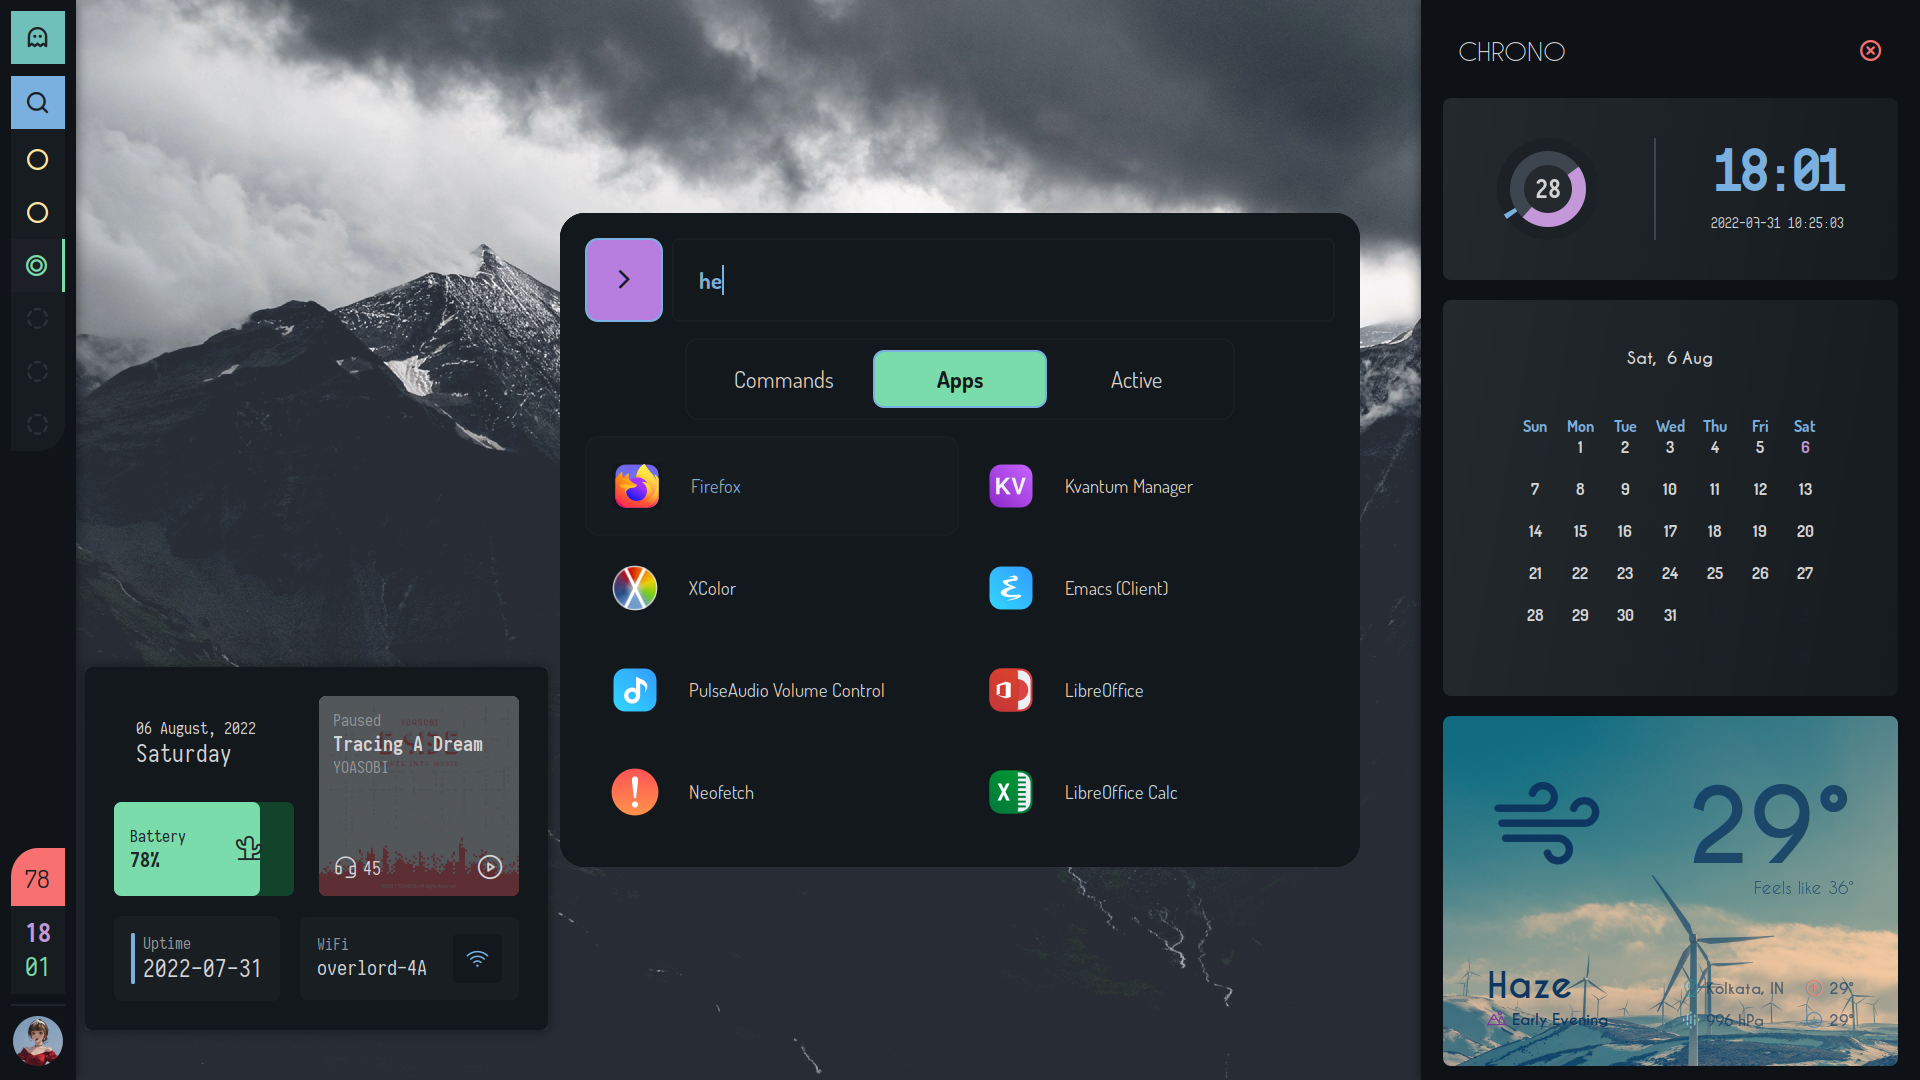 78
18
01
06 August, 2022
Saturday
Battery
78%
Paused
Tracing A Dream
YOASOBI
45
Uptime
2022-07-31
WiFi
overlord-4A
he
Commands Apps Active
Firefox
KV Kvantum Manager
XColor
Emacs (Client)
PulseAudio Volume Control
LibreOffice
Neofetch
X LibreOffice Calc
CHRONO
28
18:01
2022-07-31 10:25:03
Sat, 6 Aug
Sun Mon Tue Wed Thu Fri Sat
1 2 3 4 5 6
7 8 9 10 11 12 13
14 15 16 17 18 19 20
21 22 23 24 25 26 27
28 29 30 31
29°
Feels like 36°
Haze
Early Evening
Kolkata, IN 29°
996 hPa 29°